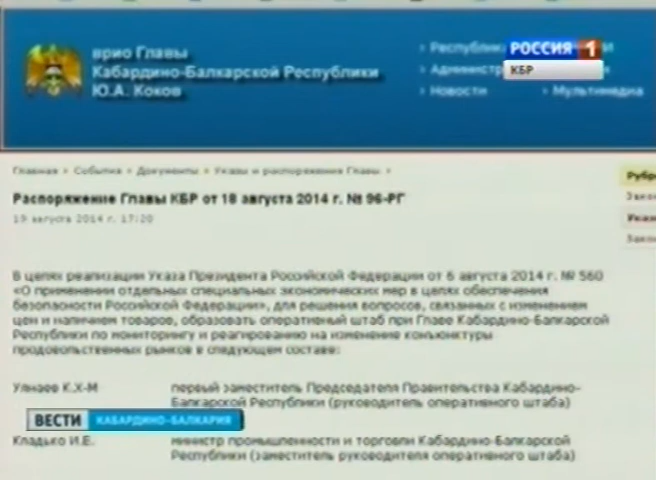 врио Главы
Кабардино-Балкарской Республики
Ю.А. Коков
РОССИЯ 1
КБР
Новости
Мультимедиа
Главная События Документы Указы и распоряжения Главы
Распоряжение Главы КБР от 18 августа 2014 г. № 96-РГ
19 августа 2014 г. 17:20
В целях реализации Указа Президента Российской Федерации от 6 августа 2014 г. № 560
«О применении отдельных специальных экономических мер в целях обеспечения
безопасности Российской Федерации», для решения вопросов, связанных с изменением
цен и наличием товаров, образовать оперативный штаб при Главе Кабардино-Балкарской
Республики по мониторингу и реагированию на изменение конъюнктуры
продовольственных рынков в следующем составе:
Уянаев К.Х-М первый заместитель Председателя Правительства Кабардино-
Балкарской Республики (руководитель оперативного штаба)
ВЕСТИ КАБАРДИНО-БАЛКАРИЯ
Кладько И.Е. министр промышленности и торговли Кабардино-Балкарской
Республики (заместитель руководителя оперативного штаба)